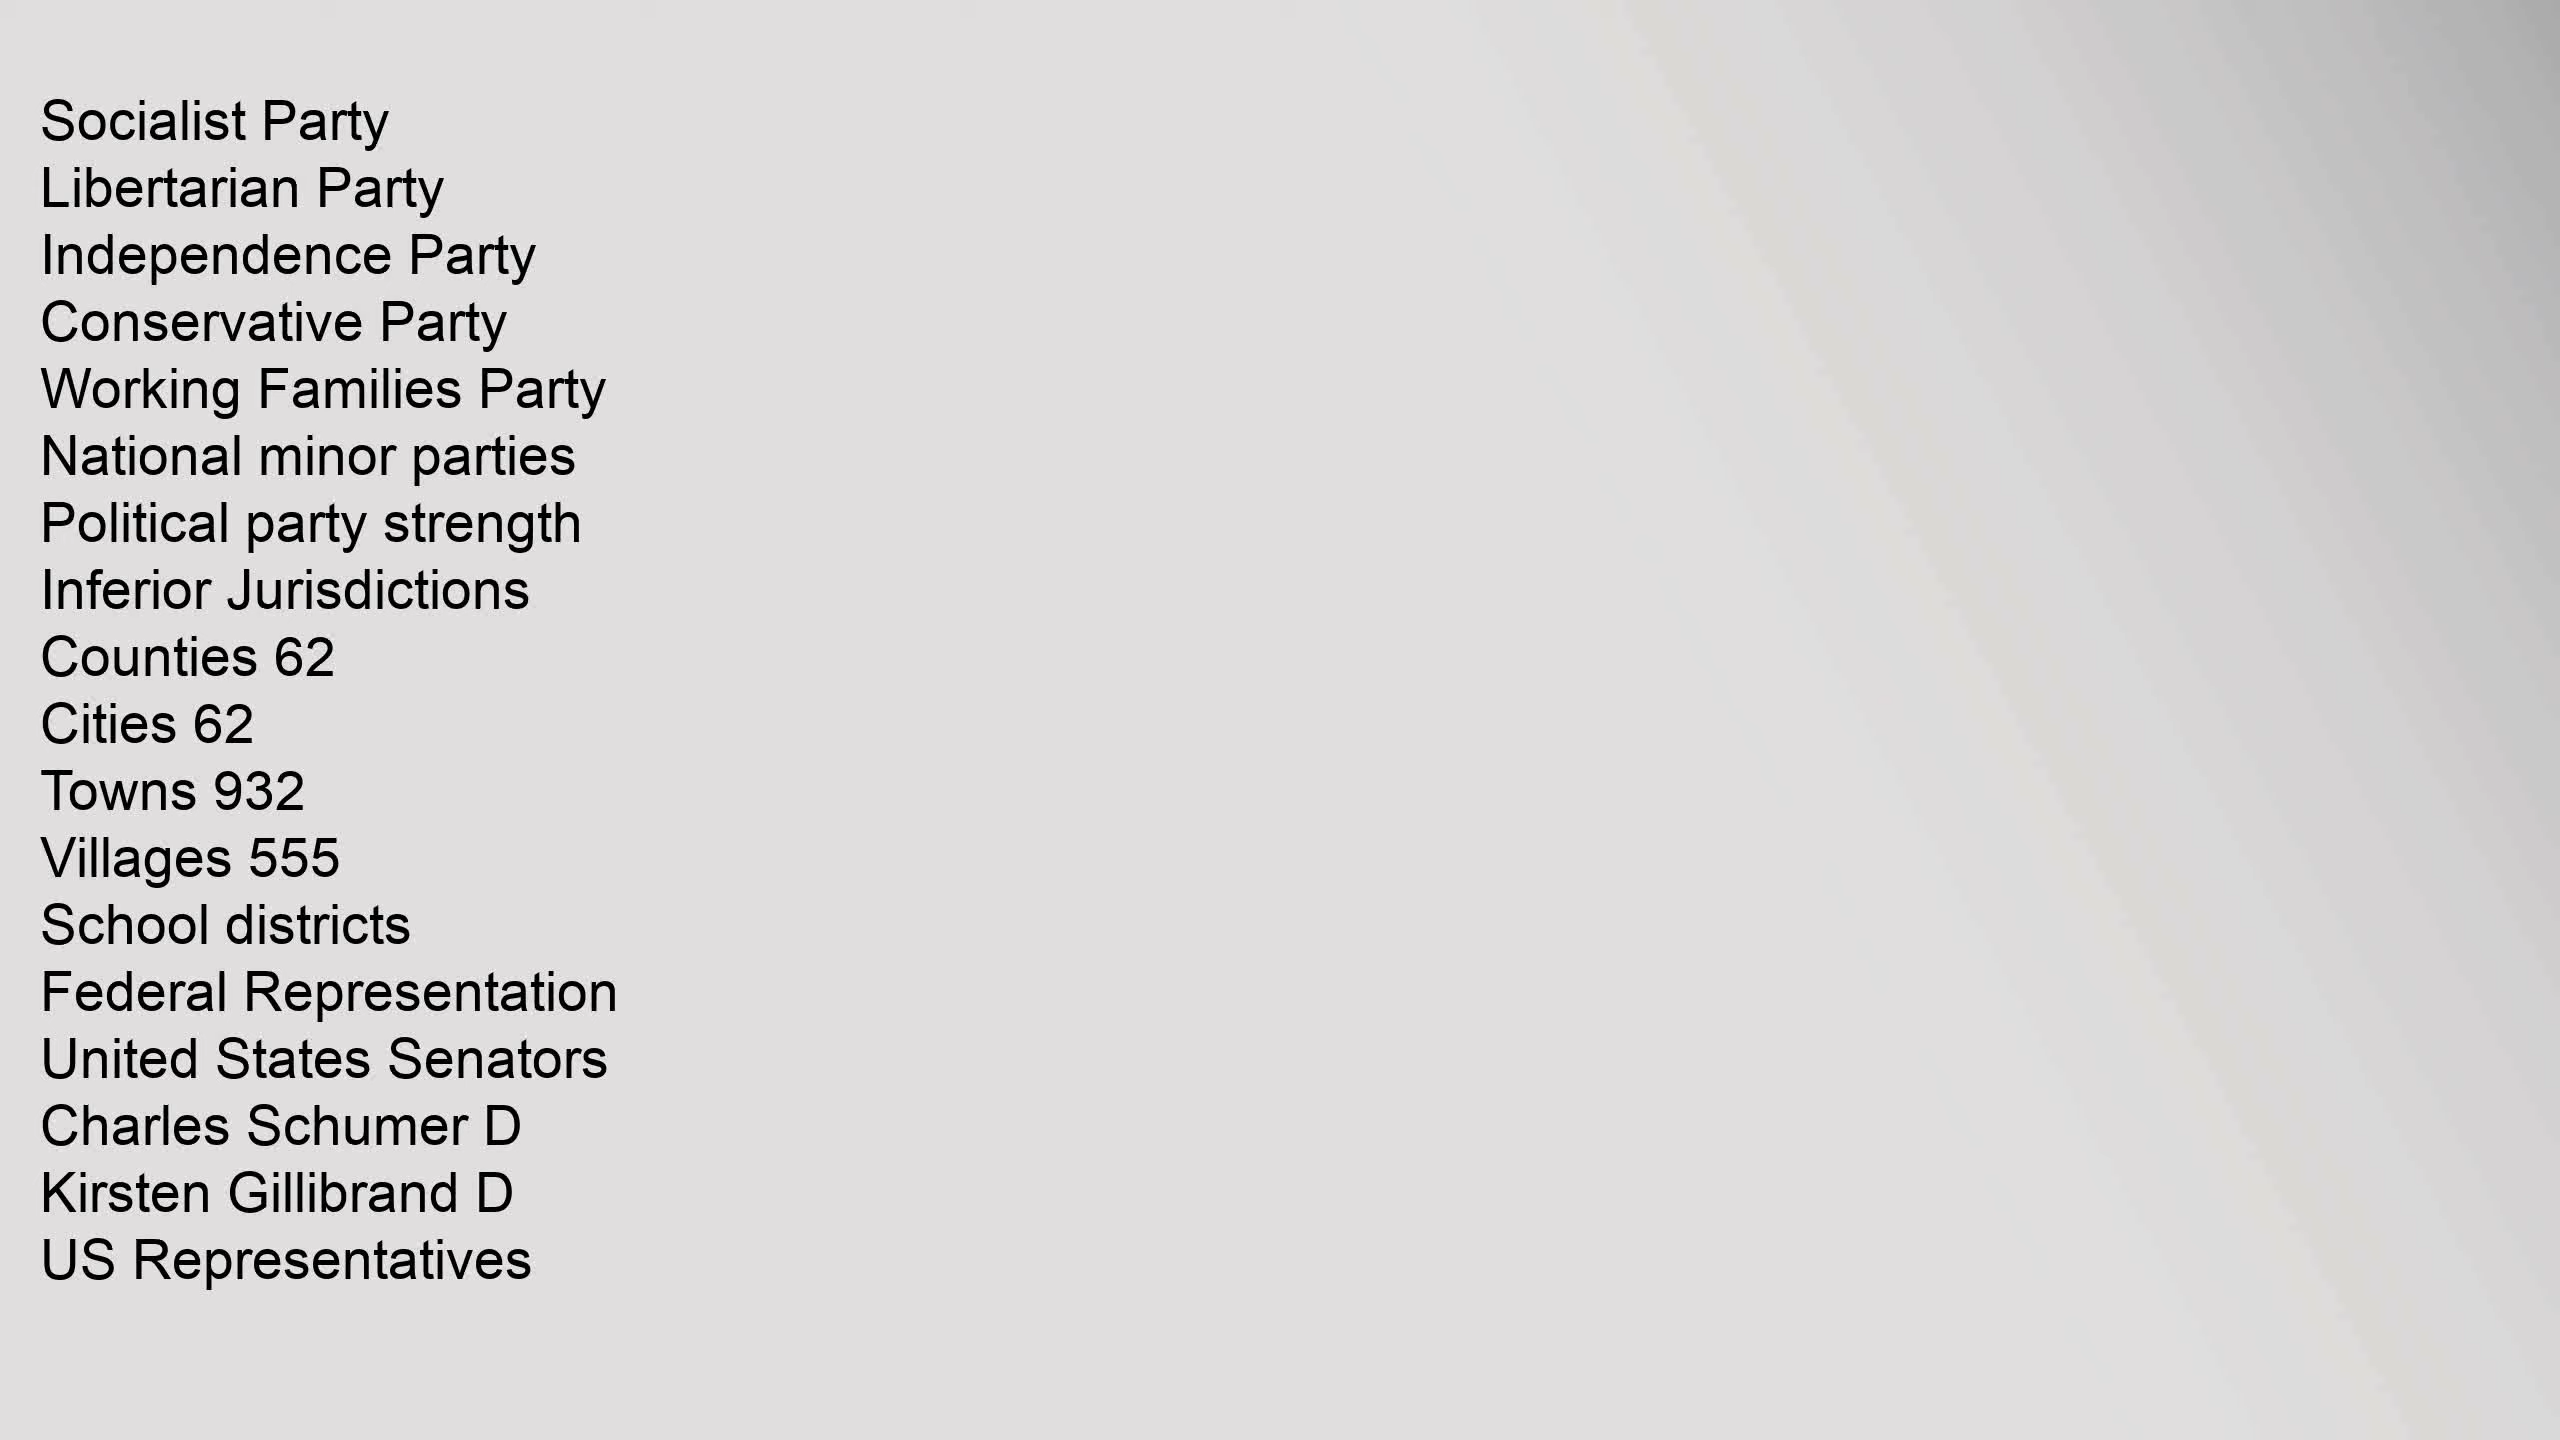 Socialist Party
Libertarian Party
Independence Party
Conservative Party
Working Families Party
National minor parties
Political party strength
Inferior Jurisdictions
Counties 62
Cities 62
Towns 932
Villages 555
School districts
Federal Representation
United States Senators
Charles Schumer D
Kirsten Gillibrand D
US Representatives